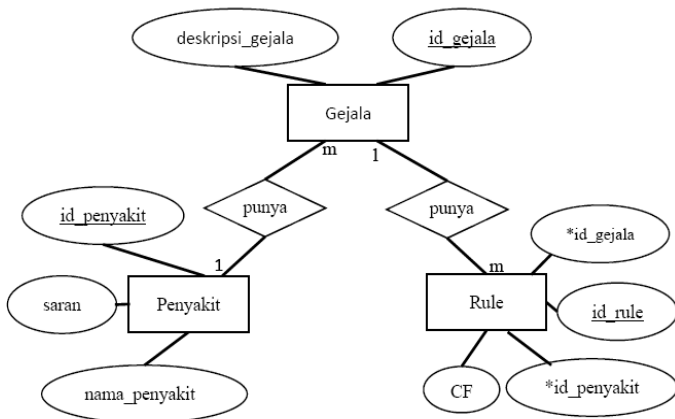 deskripsi_gejala
id_gejala
Gejala
m
1
punya
punya
id_penyakit
*id_gejala
1
m
saran
Penyakit
Rule
id_rule
nama_penyakit
CF
*id_penyakit